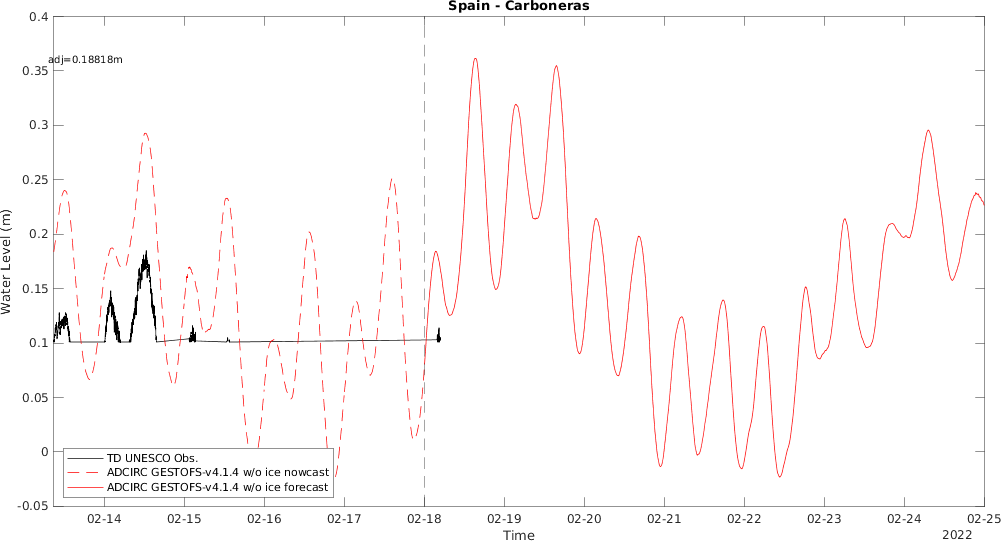 Spain - Carboneras
0.4
adj=0.18818m
0.35
0.3
0.25
0.2
0.15
0.1
0.05
0
-0.05
Water Level (m)
TD UNESCO Obs.
ADCIRC GESTOFS-v4.1.4 w/o ice nowcast
ADCIRC GESTOFS-v4.1.4 w/o ice forecast
02-14 02-15 02-16 02-17 02-18 02-19 02-20 02-21 02-22 02-23 02-24 02-25
Time
2022